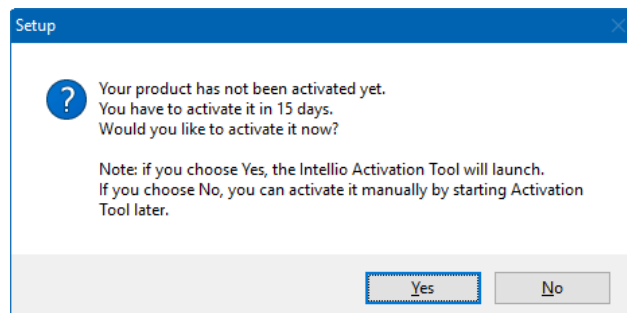 Setup
Your product has not been activated yet.
You have to activate it in 15 days.
Would you like to activate it now?
Note: if you choose Yes, the Intellio Activation Tool will launch.
If you choose No, you can activate it manually by starting Activation
Tool later.
Yes
No